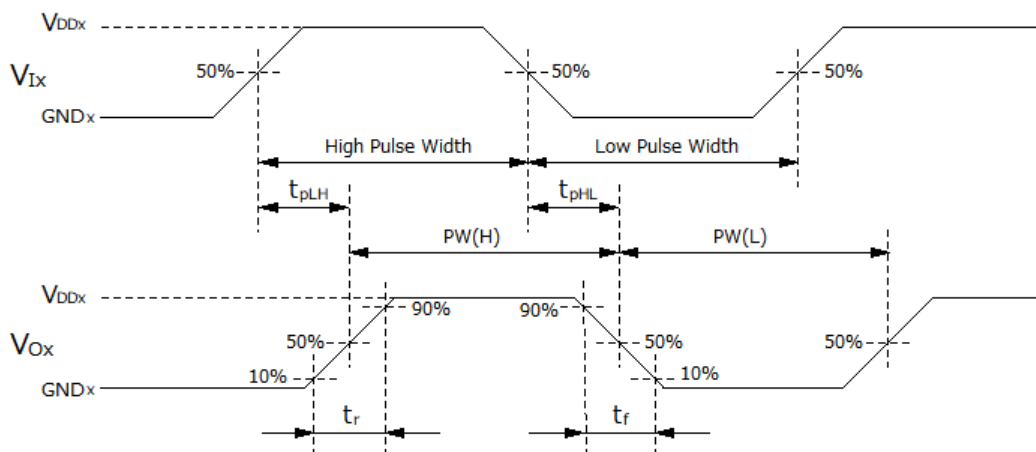 VDDx
VIx
50%
50%
50%
GNDx
High Pulse Width
Low Pulse Width
tpLH
tpHL
PW(H)
PW(L)
VDDx
90%
90%
VOx
50%
50%
50%
10%
10%
GNDx
tr
tf